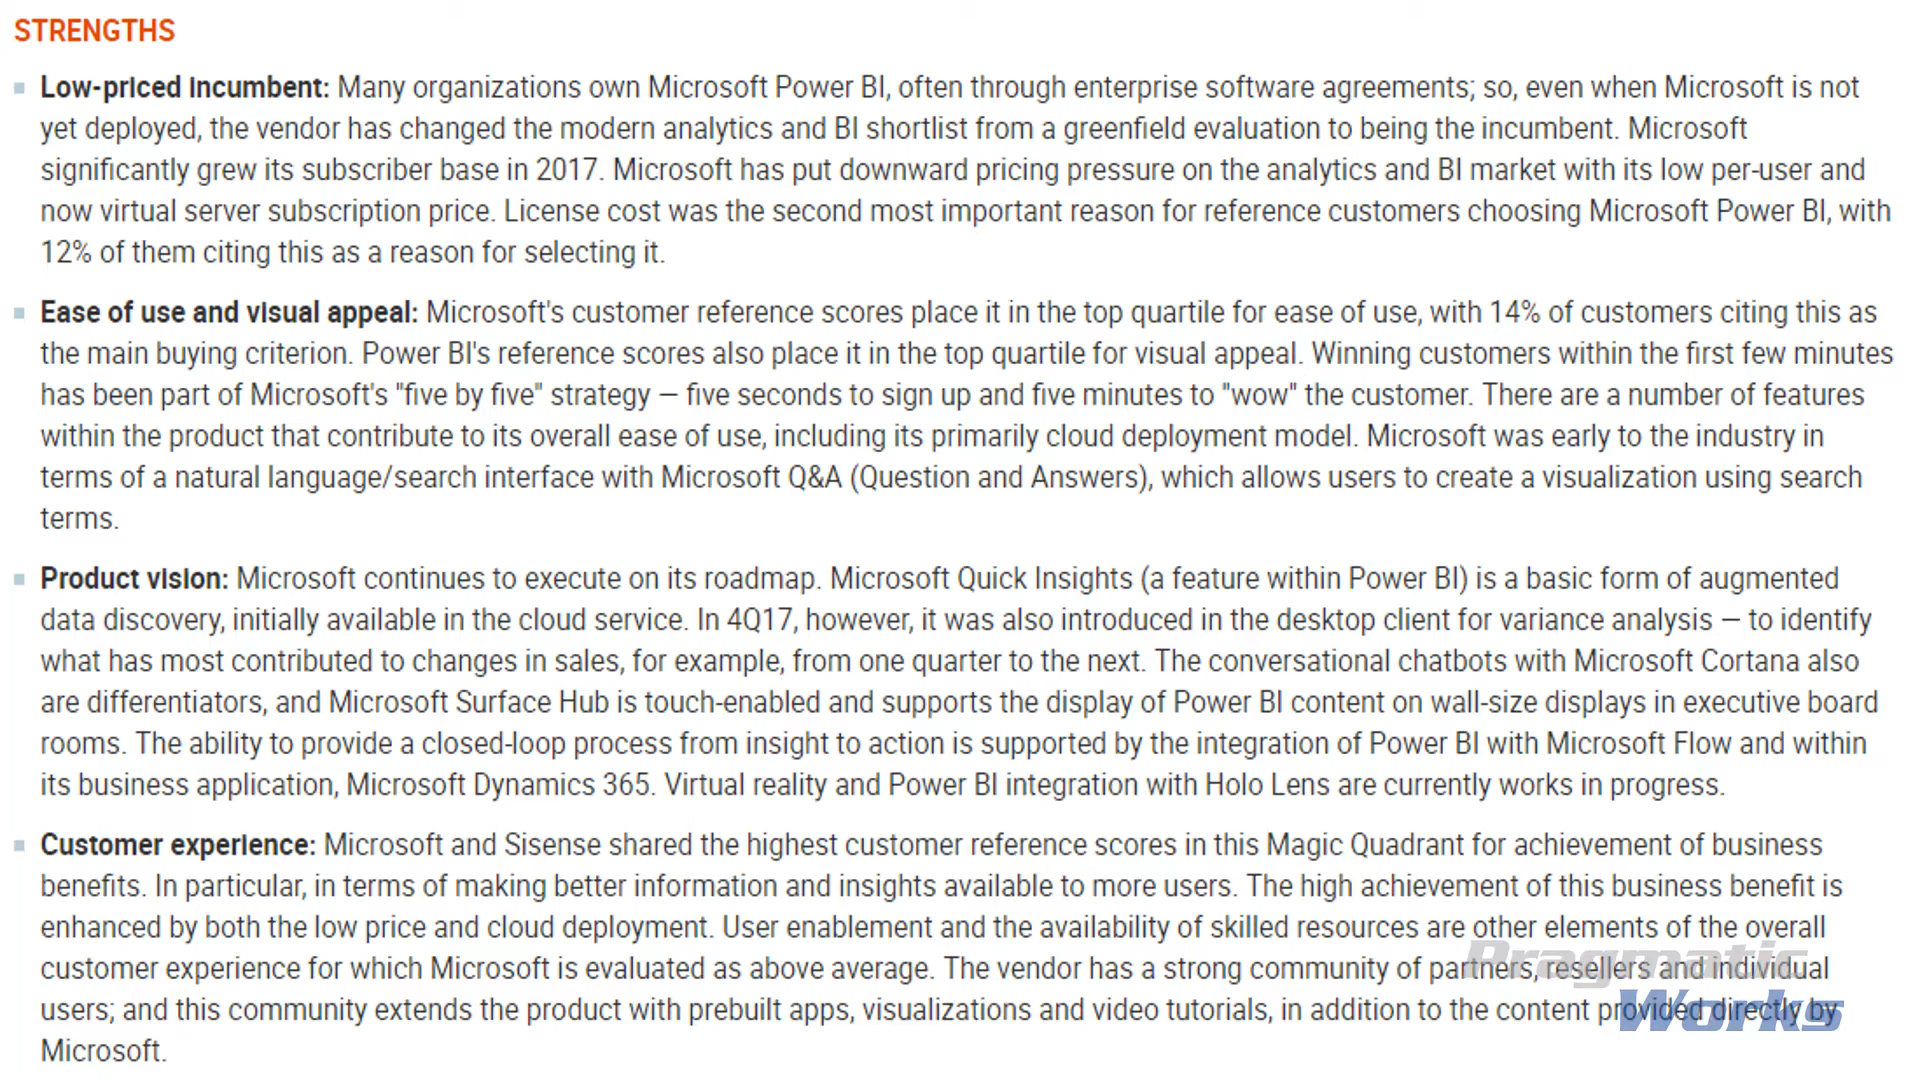 STRENGTHS
Low-priced incumbent: Many organizations own Microsoft Power BI, often through enterprise software agreements; so, even when Microsoft is not
yet deployed, the vendor has changed the modern analytics and BI shortlist from a greenfield evaluation to being the incumbent. Microsoft
significantly grew its subscriber base in 2017. Microsoft has put downward pricing pressure on the analytics and BI market with its low per-user and
now virtual server subscription price. License cost was the second most important reason for reference customers choosing Microsoft Power BI, with
12% of them citing this as a reason for selecting it.
Ease of use and visual appeal: Microsoft's customer reference scores place it in the top quartile for ease of use, with 14% of customers citing this as
the main buying criterion. Power BI's reference scores also place it in the top quartile for visual appeal. Winning customers within the first few minutes
has been part of Microsoft's "five by five" strategy — five seconds to sign up and five minutes to "wow" the customer. There are a number of features
within the product that contribute to its overall ease of use, including its primarily cloud deployment model. Microsoft was early to the industry in
terms of a natural language/search interface with Microsoft Q&A (Question and Answers), which allows users to create a visualization using search
terms.
Product vision: Microsoft continues to execute on its roadmap. Microsoft Quick Insights (a feature within Power BI) is a basic form of augmented
data discovery, initially available in the cloud service. In 4Q17, however, it was also introduced in the desktop client for variance analysis — to identify
what has most contributed to changes in sales, for example, from one quarter to the next. The conversational chatbots with Microsoft Cortana also
are differentiators, and Microsoft Surface Hub is touch-enabled and supports the display of Power BI content on wall-size displays in executive board
rooms. The ability to provide a closed-loop process from insight to action is supported by the integration of Power BI with Microsoft Flow and within
its business application, Microsoft Dynamics 365. Virtual reality and Power BI integration with Holo Lens are currently works in progress.
Customer experience: Microsoft and Sisense shared the highest customer reference scores in this Magic Quadrant for achievement of business
benefits. In particular, in terms of making better information and insights available to more users. The high achievement of this business benefit is
enhanced by both the low price and cloud deployment. User enablement and the availability of skilled resources are other elements of the overall
customer experience for which Microsoft is evaluated as above average. The vendor has a strong community of partners, resellers and individual
users; and this community extends the product with prebuilt apps, visualizations and video tutorials, in addition to the content provided directly by
Microsoft.
Pragmatic
Works